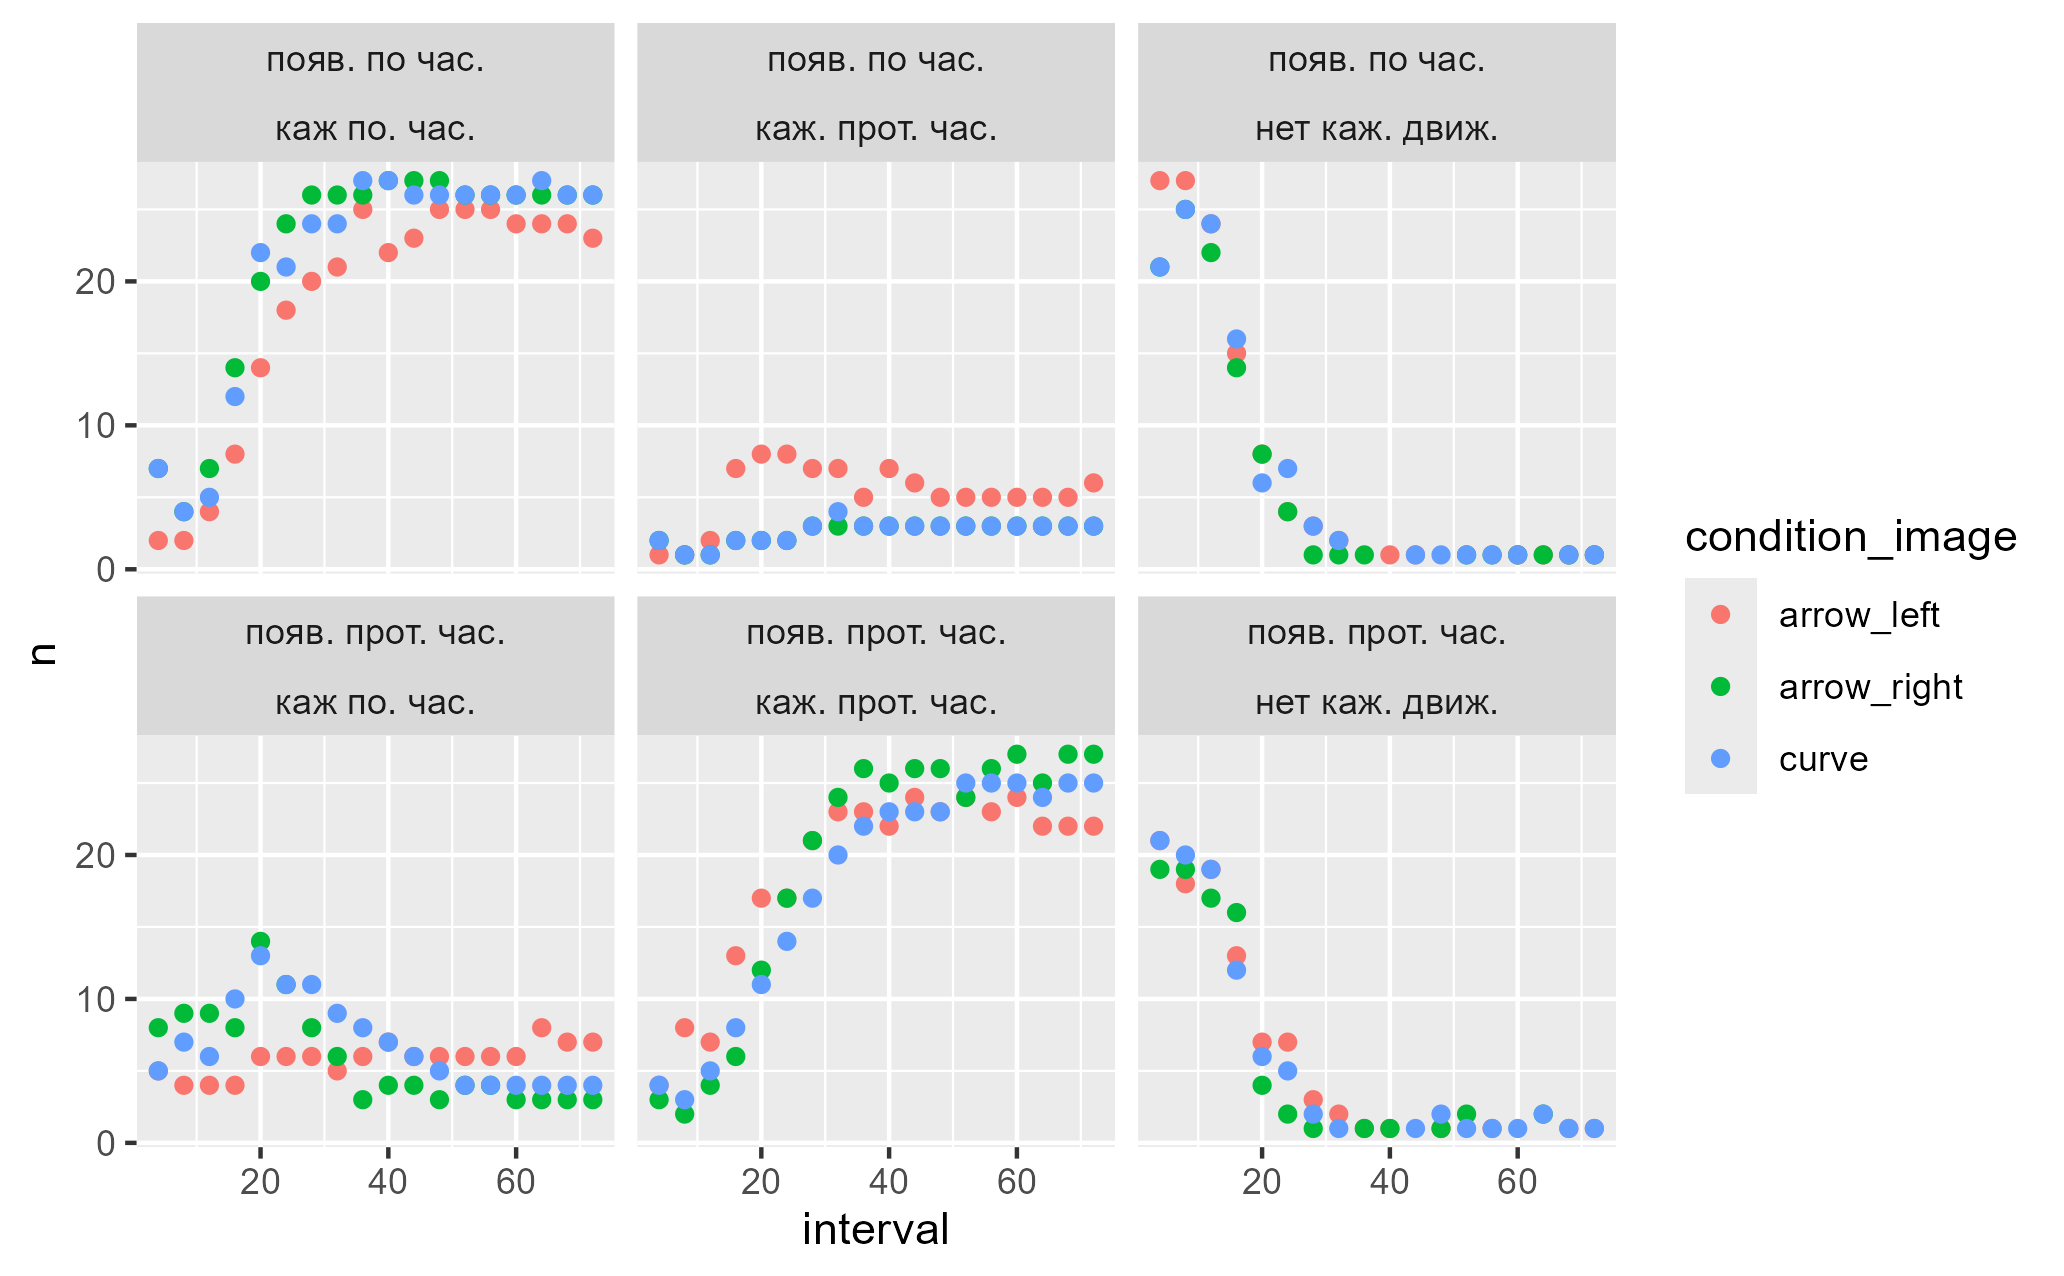 появ. по час.
каж по. час.
появ. по час.
каж. прот. час.
появ. по час.
нет каж. движ.
20
10
0
появ. прот. час.
каж по. час.
появ. прот. час.
каж. прот. час.
появ. прот. час.
нет каж. движ.
20
10
0
n
20 40 60
20 40 60
20 40 60
interval
condition_image
arrow_left
arrow_right
curve